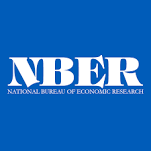 NBER
NATIONAL BUREAU OF ECONOMIC RESEARCH